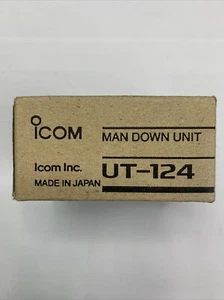 ICOM
MAN DOWN UNIT
Icom Inc.
MADE IN JAPAN
UT-124